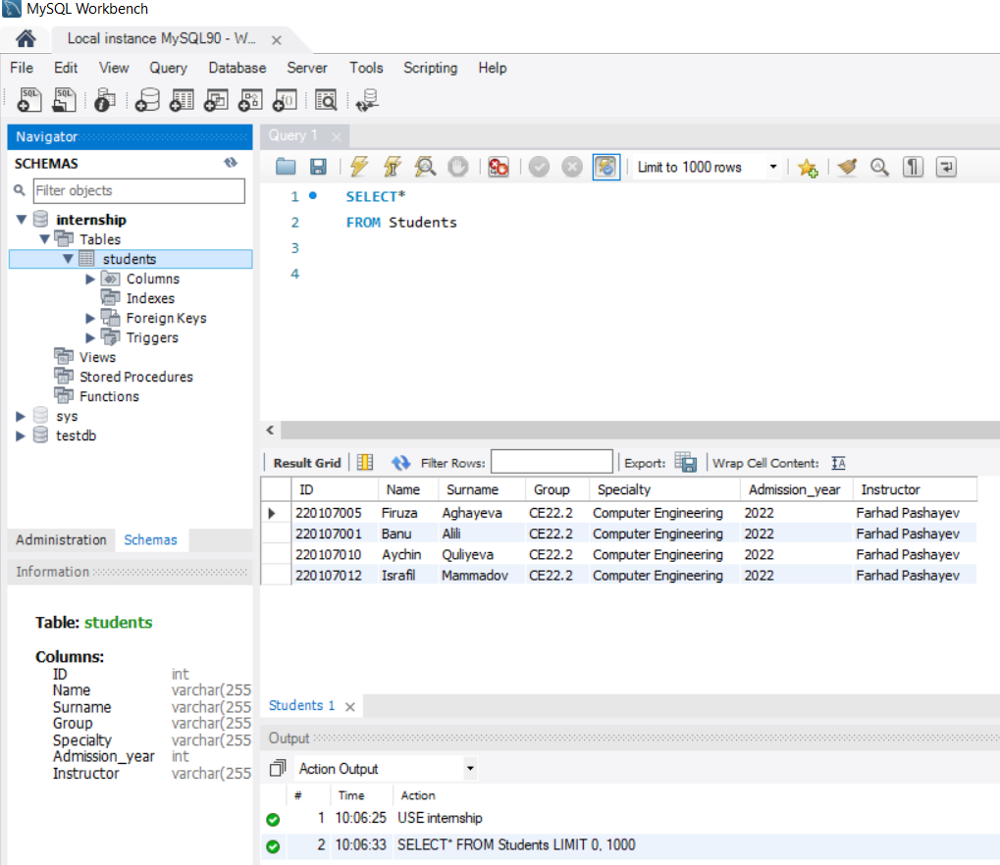 MySQL Workbench
Local instance MySQL90 - W... ×
File Edit View Query Database Server Tools Scripting Help
Navigator
SCHEMAS
Filter objects
internship
Tables
students
Columns
Indexes
Foreign Keys
Triggers
Views
Stored Procedures
Functions
sys
testdb
Administration Schemas
Information
Table: students
Columns:
ID int
Name varchar(255
Surname varchar(255
Group varchar(255
Specialty varchar(255
Admission_year int
Instructor varchar(255
Query 1 ×
Limit to 1000 rows
1 SELECT*
2 FROM Students
3
4
Result Grid Filter Rows: Export: Wrap Cell Content: IA
ID Name Surname Group Specialty Admission_year Instructor
220107005 Firuza Aghayeva CE22.2 Computer Engineering 2022 Farhad Pashayev
220107001 Banu Alili CE22.2 Computer Engineering 2022 Farhad Pashayev
220107010 Aychin Quliyeva CE22.2 Computer Engineering 2022 Farhad Pashayev
220107012 Israfil Mammadov CE22.2 Computer Engineering 2022 Farhad Pashayev
Students 1 ×
Output
Action Output
# Time Action
1 10:06:25 USE internship
2 10:06:33 SELECT* FROM Students LIMIT 0, 1000